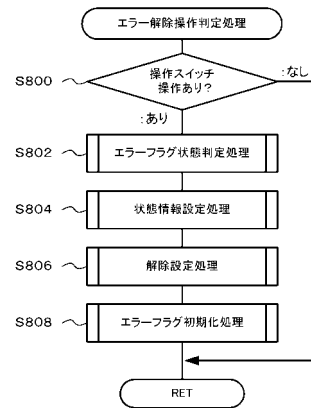 エラー解除操作判定処理
S800
操作スイッチ
操作あり?
:なし
:あり
S802
エラーフラグ状態判定処理
S804
状態情報設定処理
S806
解除設定処理
S808
エラーフラグ初期化処理
RET